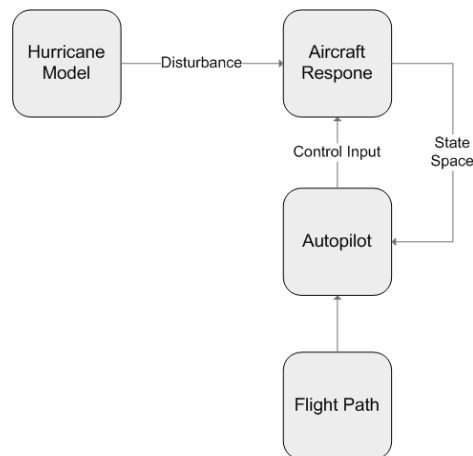 Hurricane
Model
Disturbance
Aircraft
Respone
Control Input
State
Space
Autopilot
Flight Path